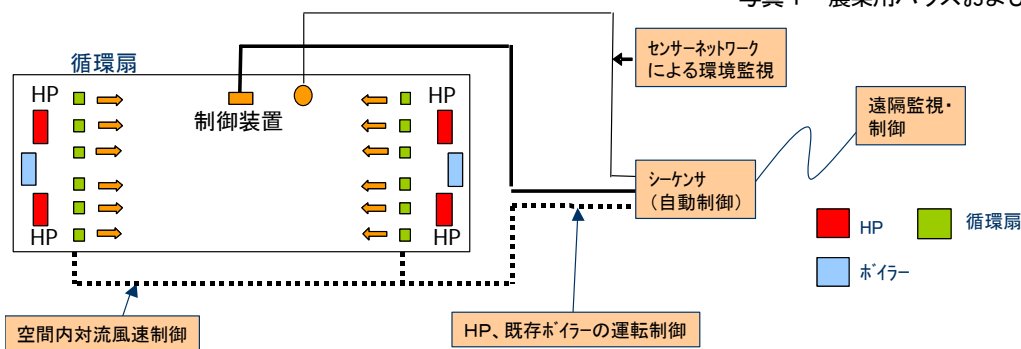 写真1 農業用ハウスおよび
センサーネットワーク
による環境監視
循環扇
HP
HP
制御装置
遠隔監視・
制御
シーケンサ
(自動制御)
HP
HP
HP
循環扇
ボイラー
空間内対流風速制御
HP、既存ボイラーの運転制御